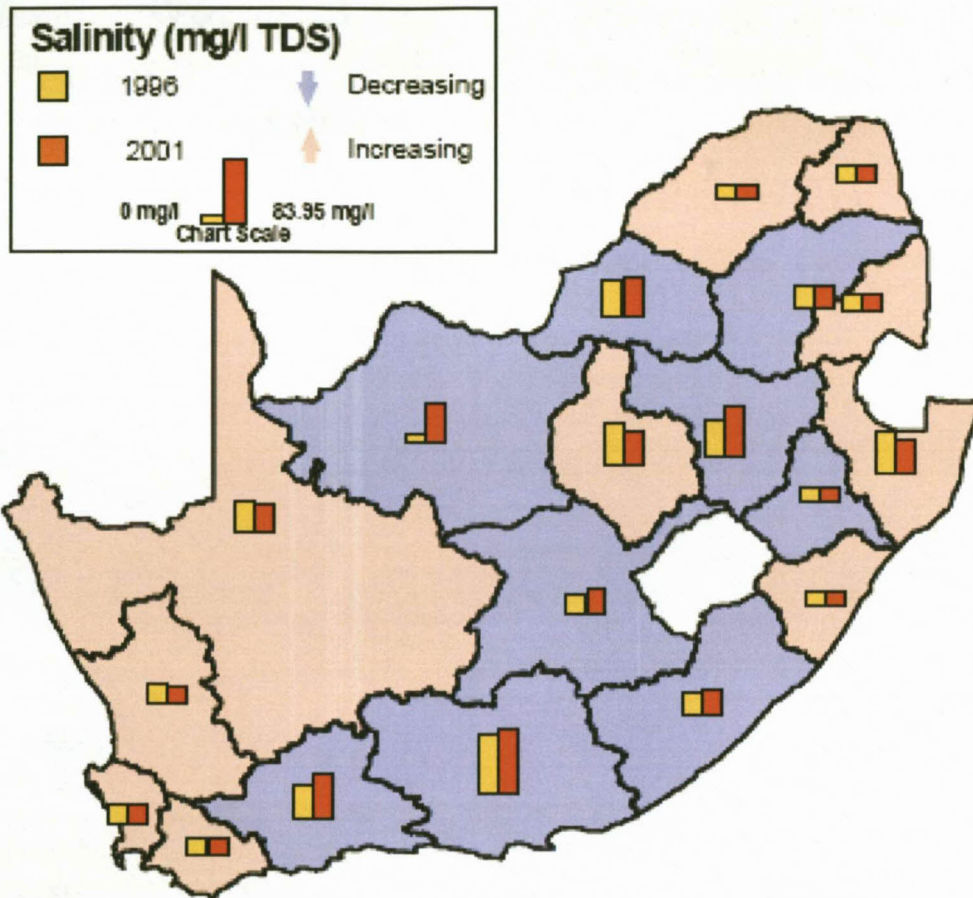 Salinity (mg/l TDS)
1996 Decreasing
2001 Increasing
0 mg/l 83.95 mg/l
Chart Scale